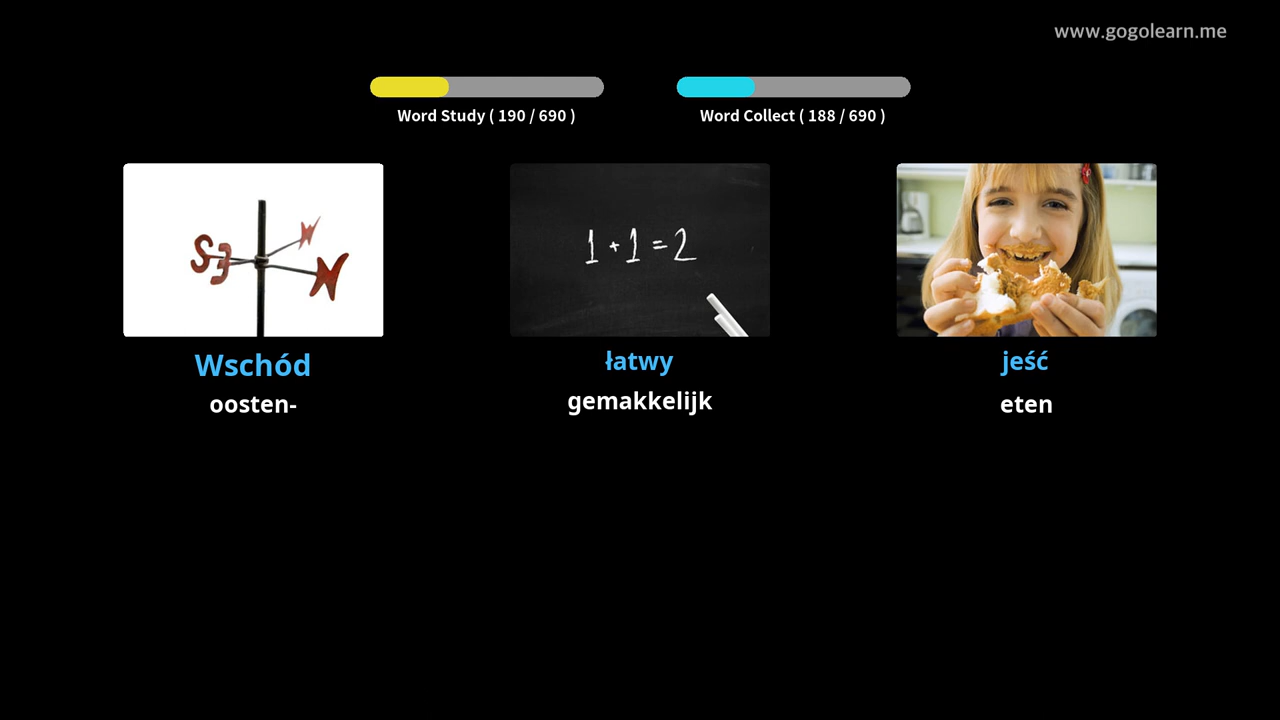 www.gogolearn.me
Word Study ( 190 / 690 )
Word Collect ( 188 / 690 )
S E N W
1 + 1 = 2
Wschód
łatwy
jeść
oosten-
gemakkelijk
eten